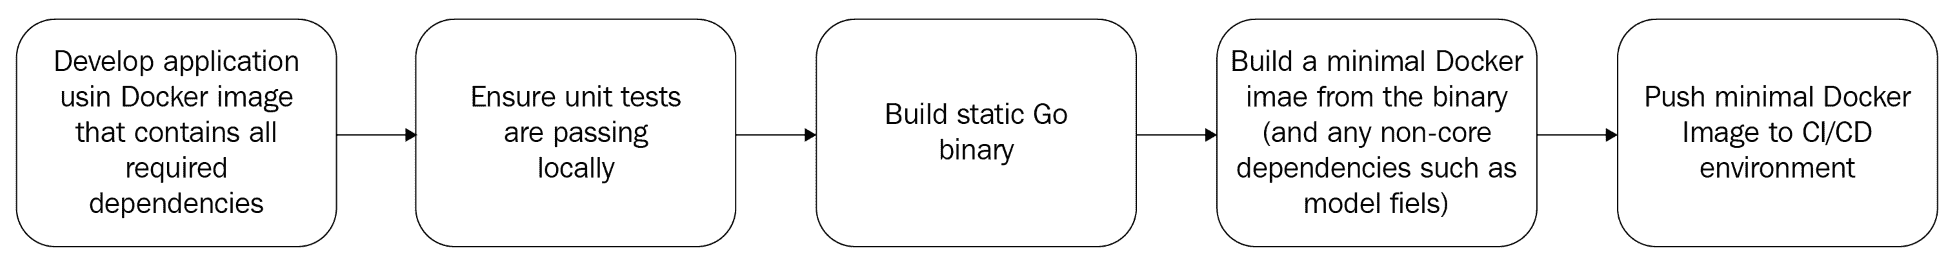 Develop application
usin Docker image
that contains all
required
dependencies
Ensure unit tests
are passing
locally
Build static Go
binary
Build a minimal Docker
imae from the binary
(and any non-core
dependencies such as
model fiels)
Push minimal Docker
Image to CI/CD
environment